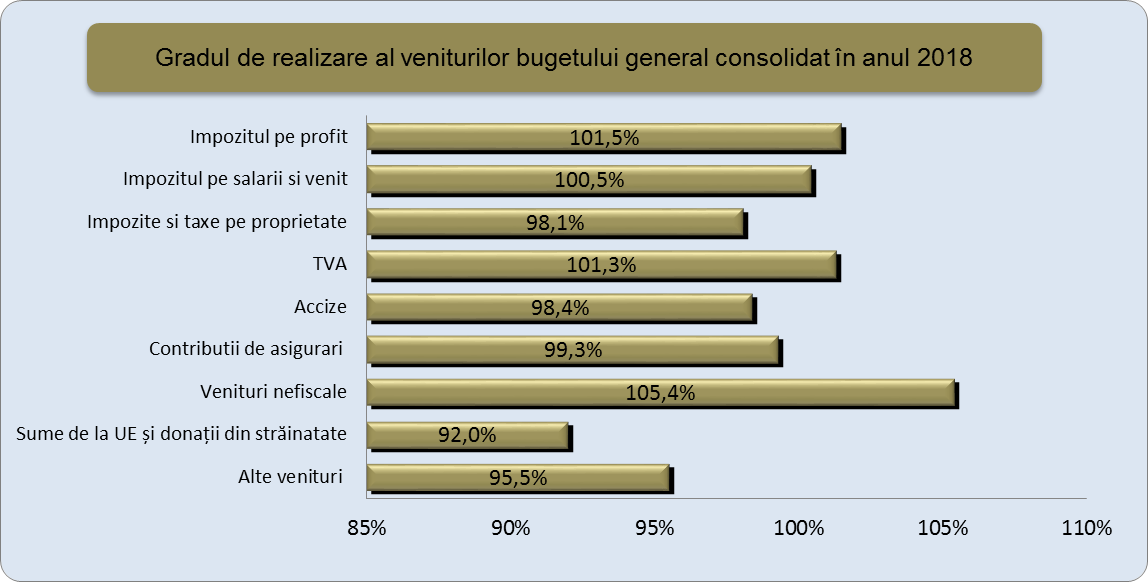 Gradul de realizare al veniturilor bugetului general consolidat în anul 2018
Impozitul pe profit 101,5%
Impozitul pe salarii si venit 100,5%
Impozite si taxe pe proprietate 98,1%
TVA 101,3%
Accize 98,4%
Contributii de asigurari 99,3%
Venituri nefiscale 105,4%
Sume de la UE și donații din străinatate 92,0%
Alte venituri 95,5%
85% 90% 95% 100% 105% 110%